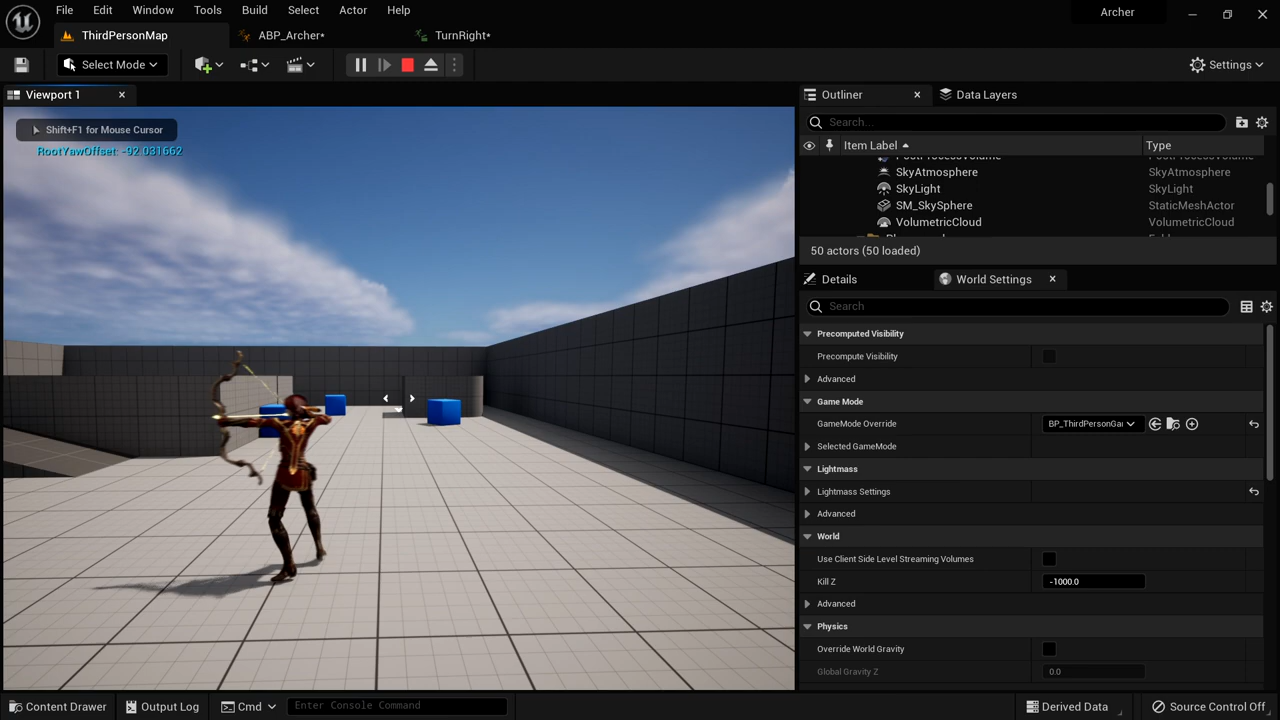 File Edit Window Tools Build Select Actor Help
Archer
ThirdPersonMap
ABP_Archer*
TurnRight*
Select Mode
Settings
Viewport 1
Outliner
Data Layers
Shift+F1 for Mouse Cursor
RootYawOffset: -92.031662
Search...
Item Label
Type
SkyAtmosphere SkyAtmosphere
SkyLight SkyLight
SM_SkySphere StaticMeshActor
VolumetricCloud VolumetricCloud
50 actors (50 loaded)
Details
World Settings
Search
Precomputed Visibility
Precompute Visibility
Advanced
Game Mode
GameMode Override BP_ThirdPersonGa
Selected GameMode
Lightmass
Lightmass Settings
Advanced
World
Use Client Side Level Streaming Volumes
Kill Z -1000.0
Advanced
Physics
Override World Gravity
Global Gravity Z 0.0
Content Drawer
Output Log
Cmd
Enter Console Command
Derived Data
Source Control Off